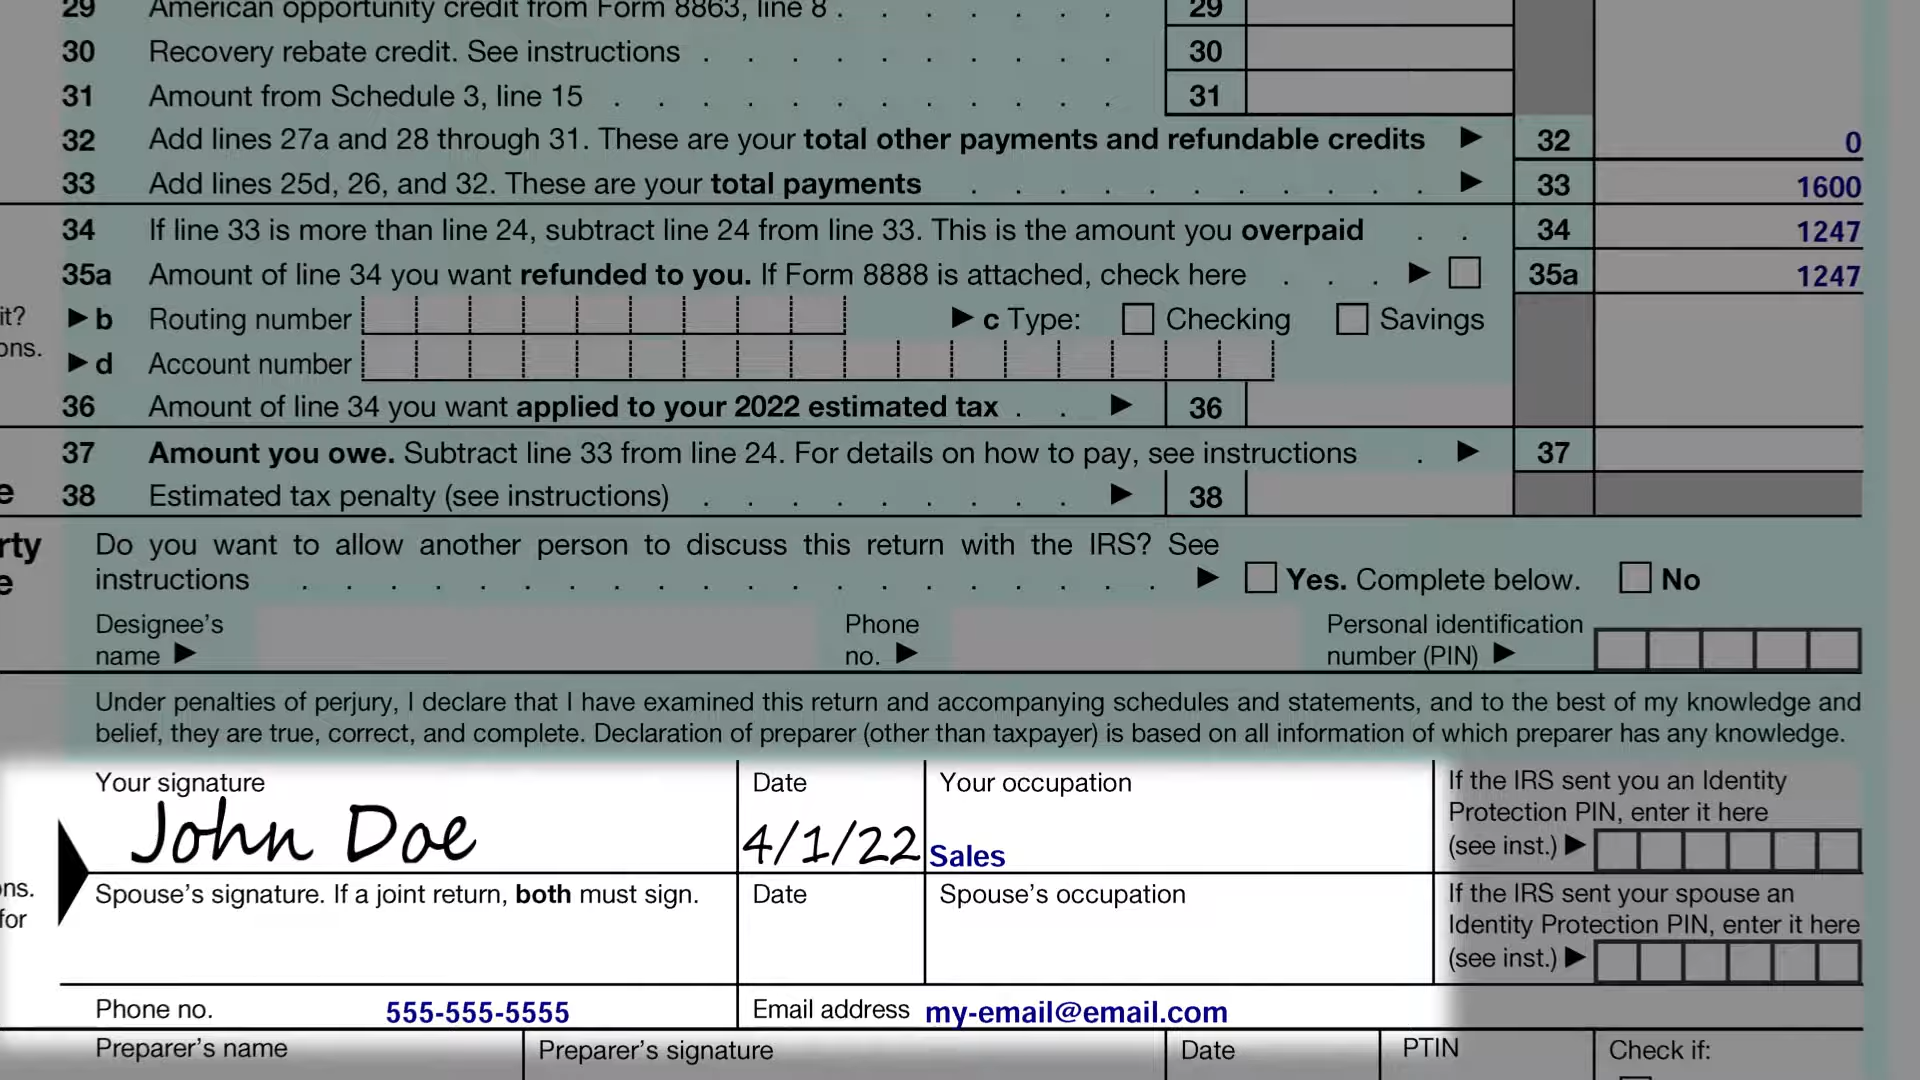 29 American opportunity credit from Form 8863, line 8 . . . . . . . 29
30 Recovery rebate credit. See instructions . . . . . . . . . . 30
31 Amount from Schedule 3, line 15 . . . . . . . . . . . . 31
32 Add lines 27a and 28 through 31. These are your total other payments and refundable credits ▶ 32 0
33 Add lines 25d, 26, and 32. These are your total payments . . . . . . . . . . . ▶ 33 1600
34 If line 33 is more than line 24, subtract line 24 from line 33. This is the amount you overpaid . . 34 1247
35a Amount of line 34 you want refunded to you. If Form 8888 is attached, check here . . . ▶ 35a 1247
it? ▶ b Routing number ▶ c Type: Checking Savings
ons. ▶ d Account number
36 Amount of line 34 you want applied to your 2022 estimated tax . . ▶ 36
37 Amount you owe. Subtract line 33 from line 24. For details on how to pay, see instructions . ▶ 37
e 38 Estimated tax penalty (see instructions) . . . . . . . . . ▶ 38
rty Do you want to allow another person to discuss this return with the IRS? See
e instructions . . . . . . . . . . . . . . . . . . . . ▶ Yes. Complete below. No
Designee's Phone Personal identification
name ▶ no. ▶ number (PIN) ▶
Under penalties of perjury, I declare that I have examined this return and accompanying schedules and statements, and to the best of my knowledge and
belief, they are true, correct, and complete. Declaration of preparer (other than taxpayer) is based on all information of which preparer has any knowledge.
Your signature Date Your occupation If the IRS sent you an Identity
Protection PIN, enter it here
John Doe 4/1/22 Sales (see inst.) ▶
ons. Spouse's signature. If a joint return, both must sign. Date Spouse's occupation If the IRS sent your spouse an
for Identity Protection PIN, enter it here
(see inst.) ▶
Phone no. 555-555-5555 Email address my-email@email.com
Preparer's name Preparer's signature Date PTIN Check if: